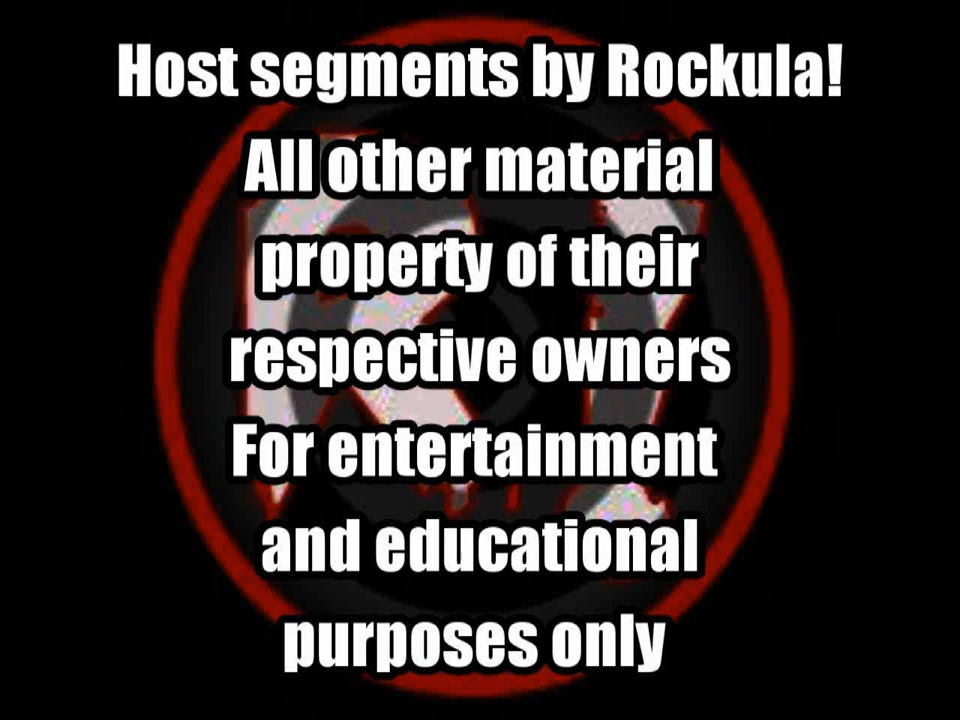 Host segments by Rockula!
All other material
property of their
respective owners
For entertainment
and educational
purposes only